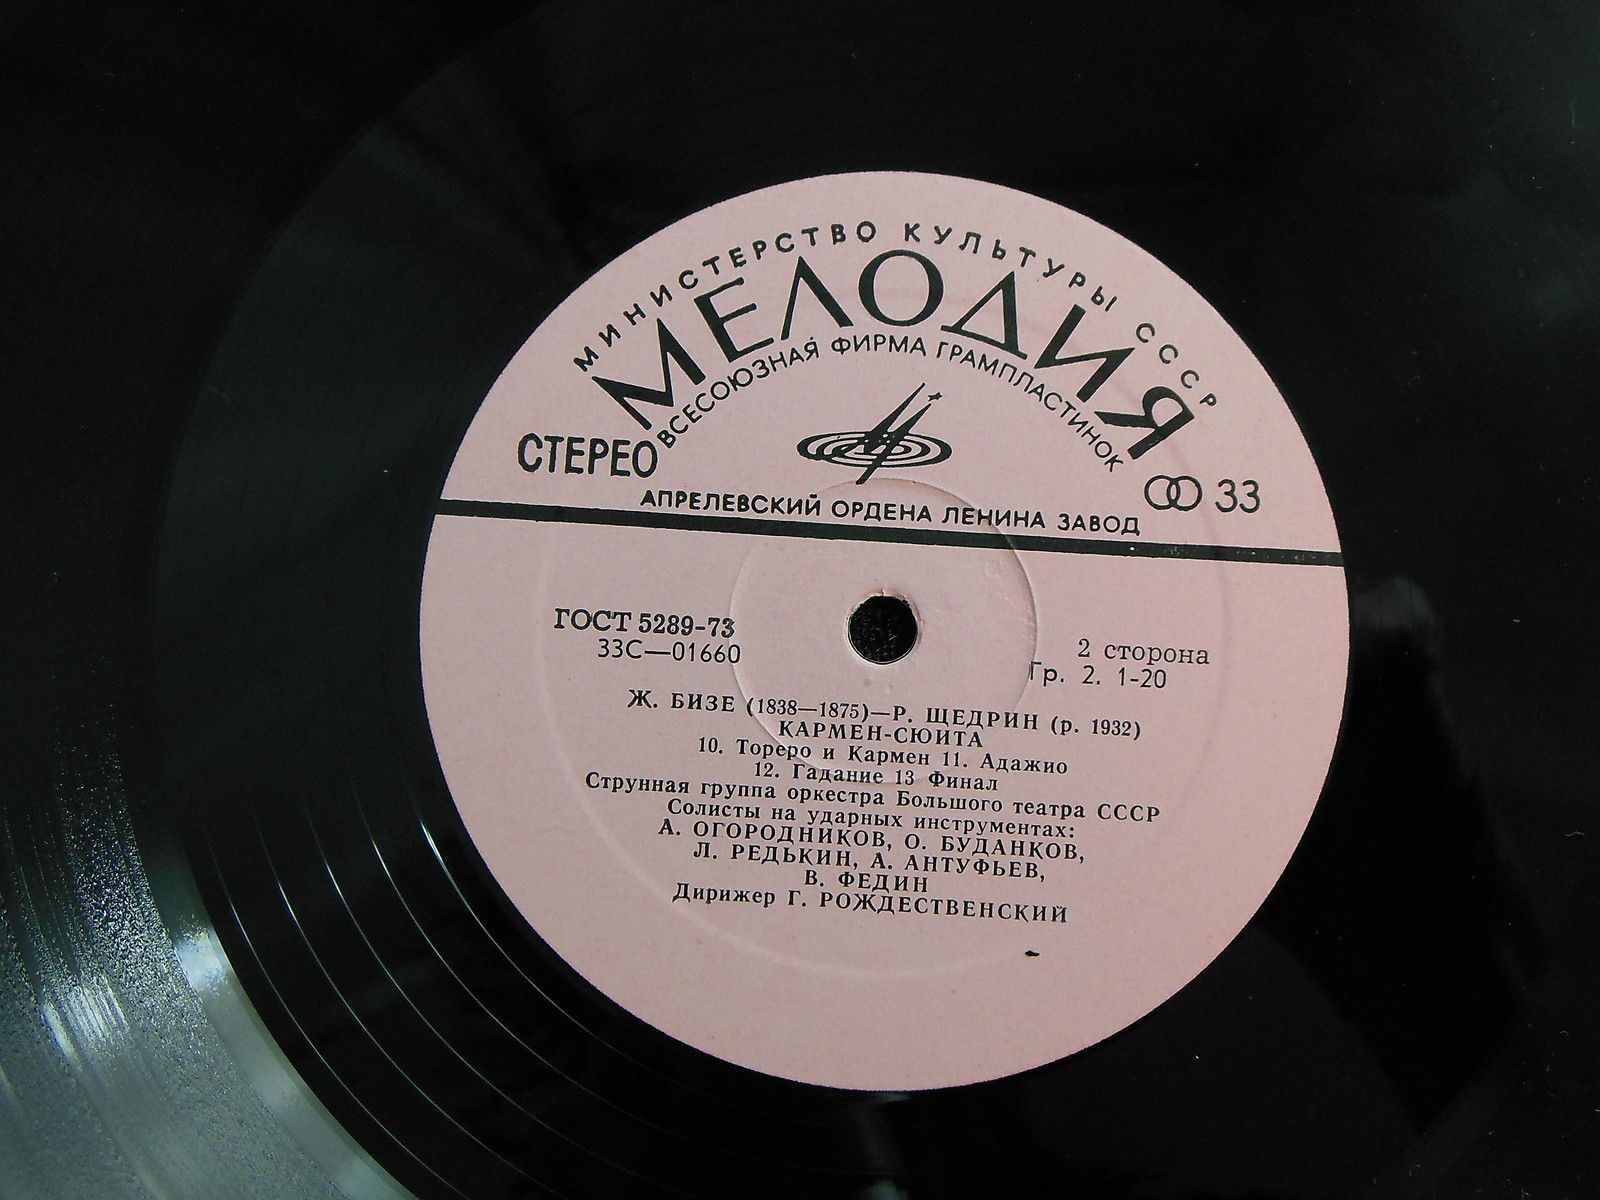 МИНИСТЕРСТВО КУЛЬТУРЫ СССР
МЕЛОДИЯ
ВСЕСОЮЗНАЯ ФИРМА ГРАМПЛАСТИНОК
СТЕРЕО
33
АПРЕЛЕВСКИЙ ОРДЕНА ЛЕНИНА ЗАВОД
ГОСТ 5289-73
33С—01660
2 сторона
Гр. 2. 1-20
Ж. БИЗЕ (1838—1875)—Р. ЩЕДРИН (р. 1932)
КАРМЕН-СЮИТА
10. Тореро и Кармен 11. Адажио
12. Гадание 13 Финал
Струнная группа оркестра Большого театра СССР
Солисты на ударных инструментах:
А. ОГОРОДНИКОВ, О. БУДАНКОВ,
Л. РЕДЬКИН, А. АНТУФЬЕВ,
В. ФЕДИН
Дирижер Г. РОЖДЕСТВЕНСКИЙ